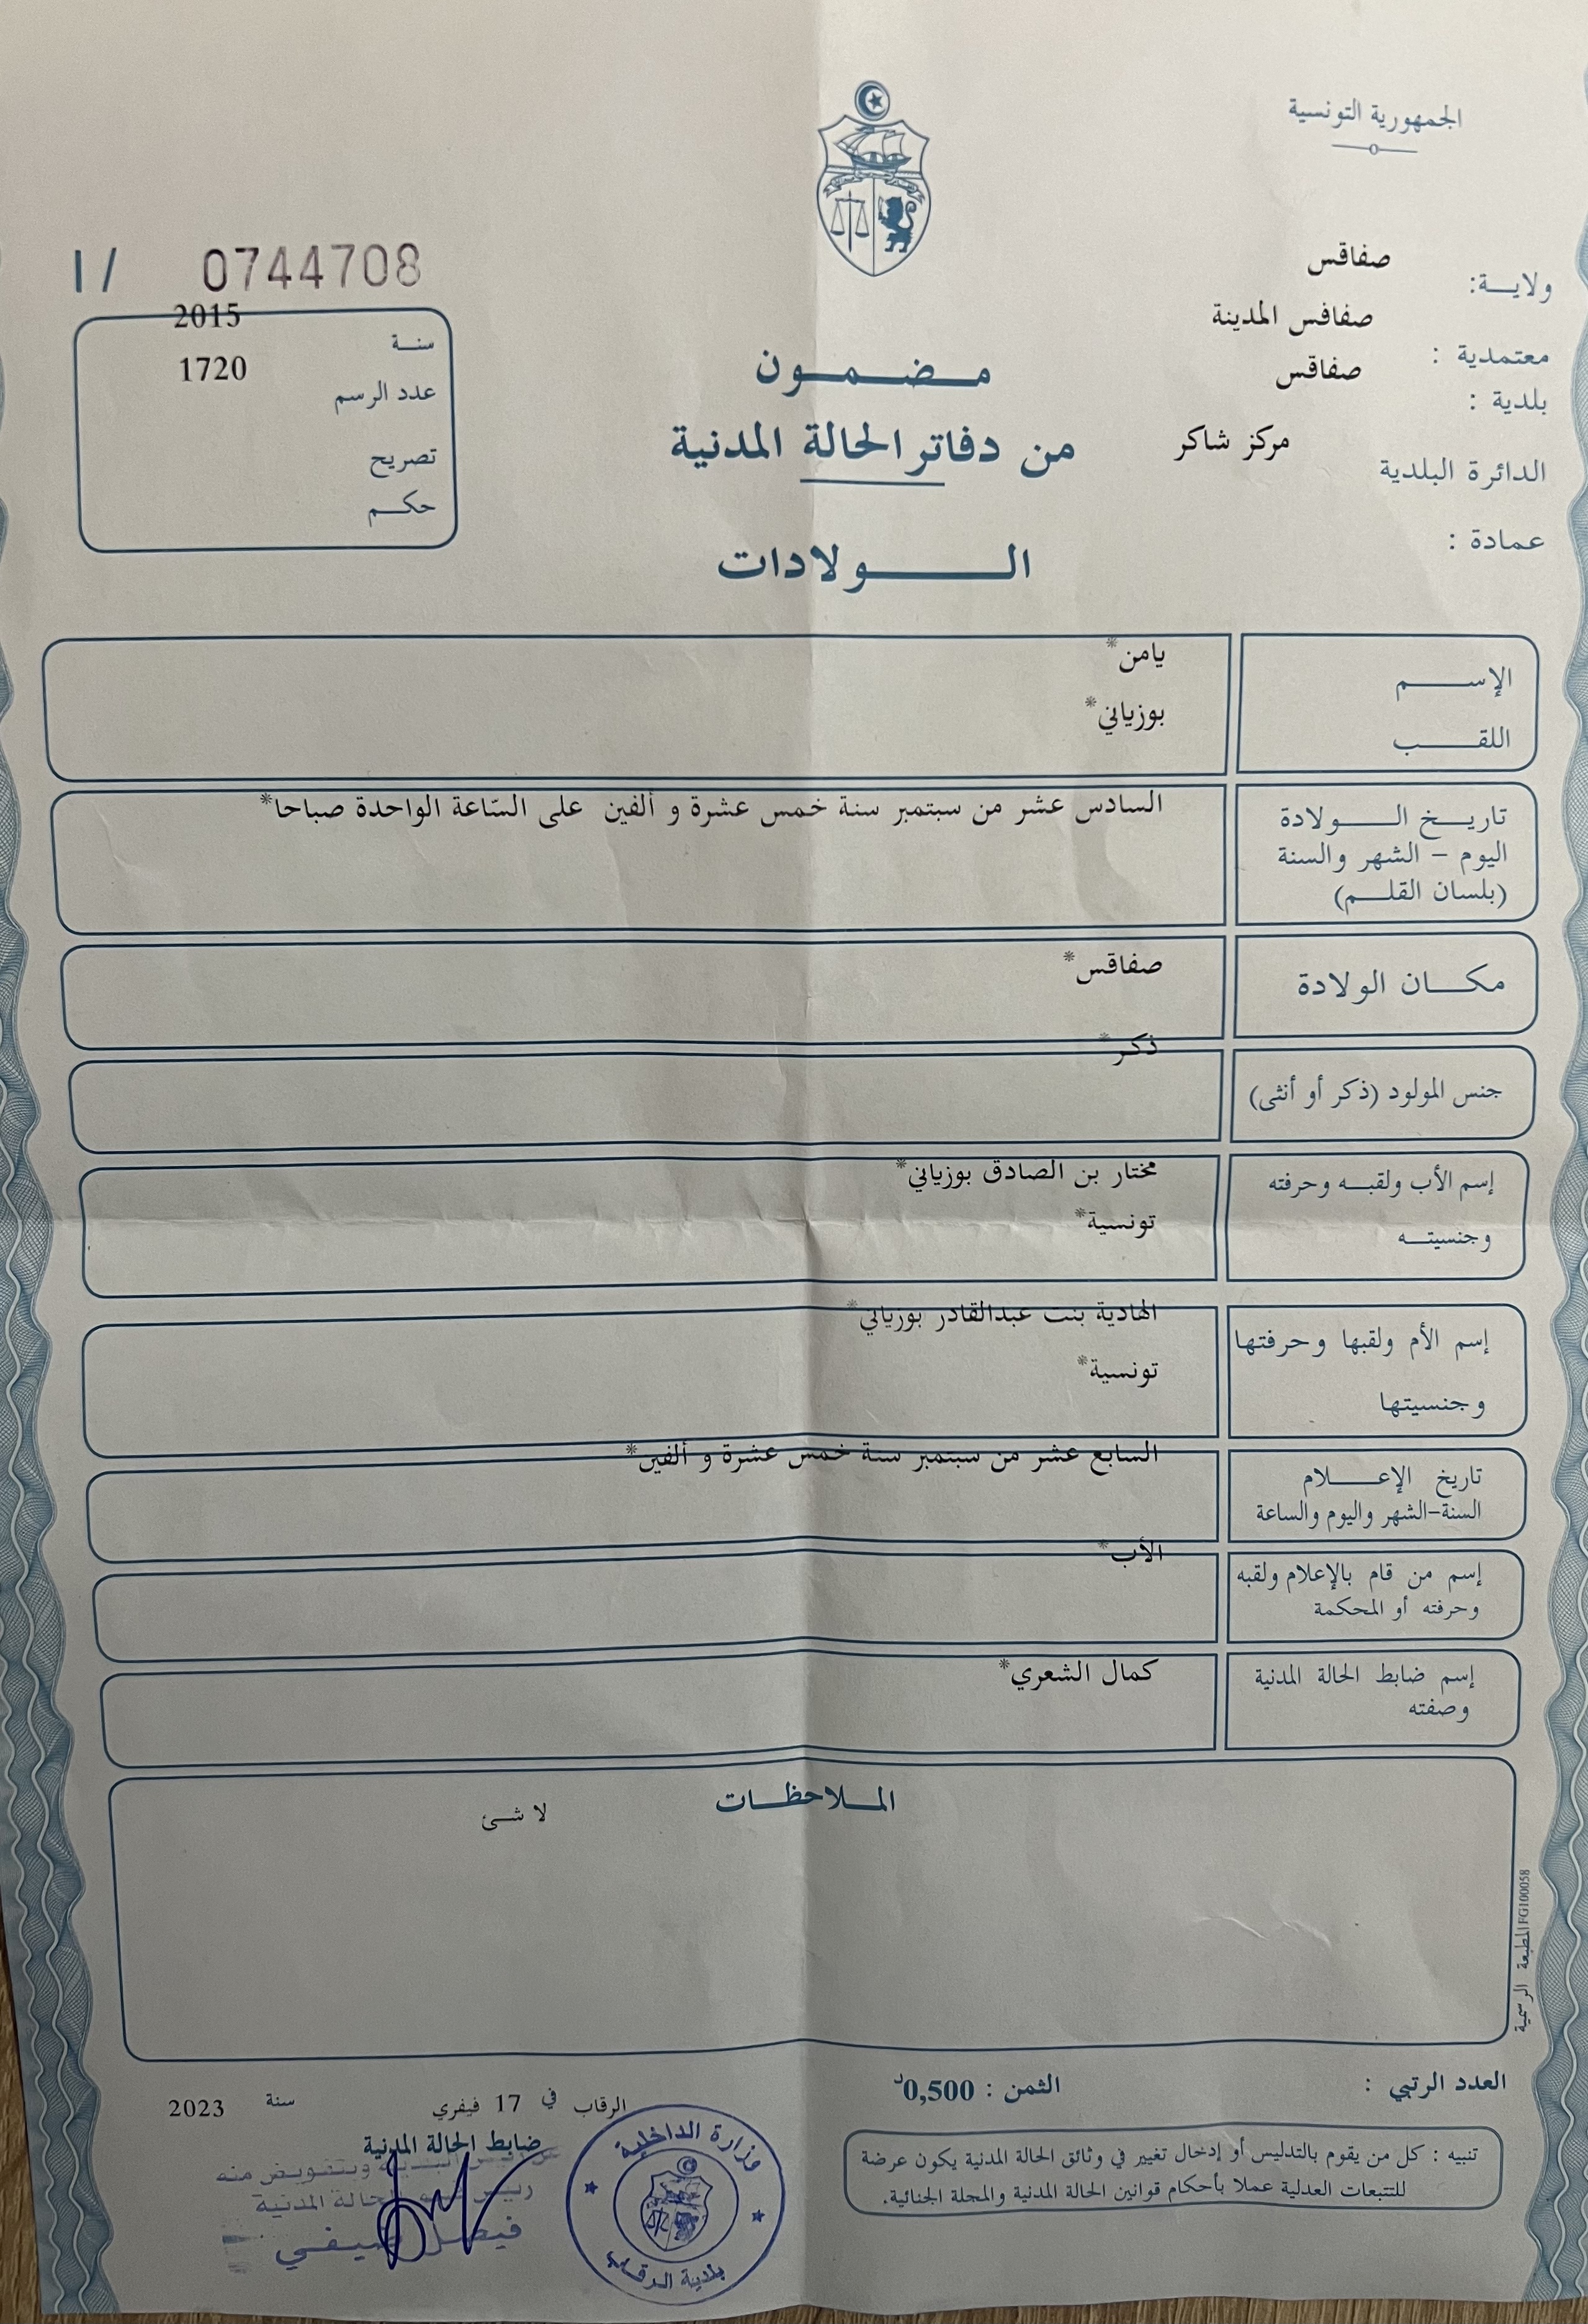 الجمهورية التونسية
ولاية: صفاقس
معتمدية : صفاقس المدينة
بلدية : صفاقس
الدائرة البلدية مركز شاكر
عمادة :
مضمون
من دفاتر الحالة المدنية
الولادات
I/ 0744708
سنة 2015
عدد الرسم 1720
تصريح
حكم
الإسم يامن*
اللقب بوزياني*
تاريخ الولادة السادس عشر من سبتمبر سنة خمس عشرة و ألفين على السّاعة الواحدة صباحا*
اليوم – الشهر والسنة
(بلسان القلم)
مكان الولادة صفاقس*
جنس المولود (ذكر أو أنثى) ذكر*
إسم الأب ولقبه وحرفته مختار بن الصادق بوزياني*
وجنسيته تونسية*
إسم الأم ولقبها وحرفتها الهادية بنت عبدالقادر بوزياني*
وجنسيتها تونسية*
تاريخ الإعلام السابع عشر من سبتمبر سنة خمس عشرة و ألفين*
السنة–الشهر واليوم والساعة
إسم من قام بالإعلام ولقبه الأب*
وحرفته أو المحكمة
إسم ضابط الحالة المدنية كمال الشعري*
وصفته
الملاحظات
لا شئ
المطبعة الرسمية FG100058
العدد الرتبي :
الثمن : 0,500د
الرقاب في 17 فيفري سنة 2023
ضابط الحالة المدنية
وبتفويض منه
الحالة المدنية
وزارة الداخلية
بلدية الرقاب
تنبيه : كل من يقوم بالتدليس أو إدخال تغيير في وثائق الحالة المدنية يكون عرضة
للتتبعات العدلية عملا بأحكام قوانين الحالة المدنية والمجلة الجنائية.